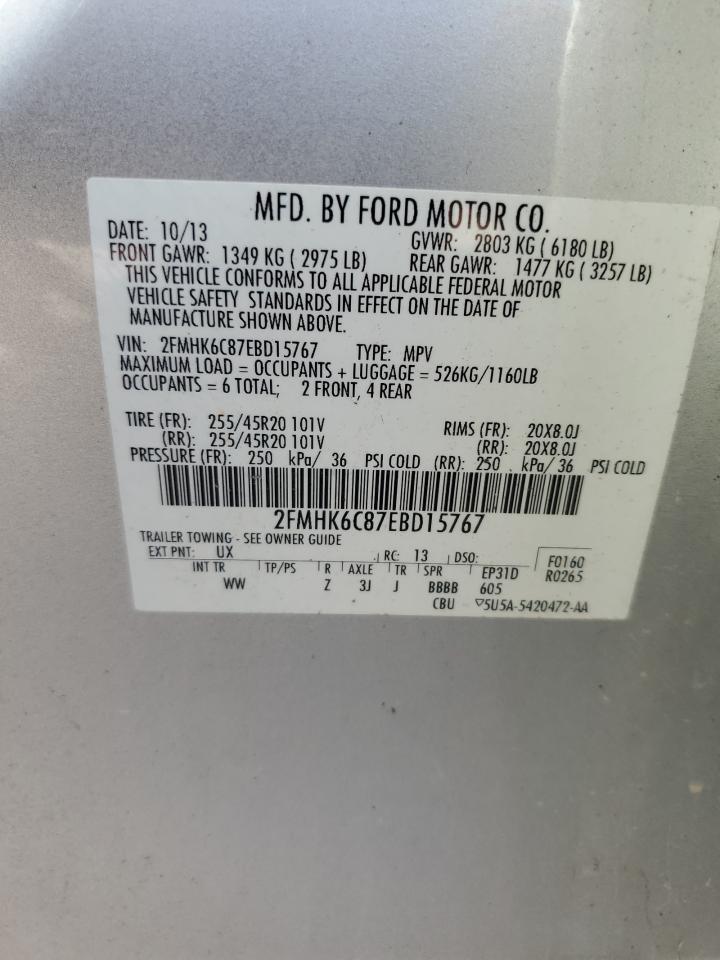 MFD. BY FORD MOTOR CO.
DATE: 10/13 GVWR: 2803 KG ( 6180 LB)
FRONT GAWR: 1349 KG ( 2975 LB) REAR GAWR: 1477 KG ( 3257 LB)
THIS VEHICLE CONFORMS TO ALL APPLICABLE FEDERAL MOTOR
VEHICLE SAFETY STANDARDS IN EFFECT ON THE DATE OF
MANUFACTURE SHOWN ABOVE.
VIN: 2FMHK6C87EBD15767 TYPE: MPV
MAXIMUM LOAD = OCCUPANTS + LUGGAGE = 526KG/1160LB
OCCUPANTS = 6 TOTAL; 2 FRONT, 4 REAR
TIRE (FR): 255/45R20 101V RIMS (FR): 20X8.0J
(RR): 255/45R20 101V (RR): 20X8.0J
PRESSURE (FR): 250 kPa/ 36 PSI COLD (RR): 250 kPa/ 36 PSI COLD
2FMHK6C87EBD15767
TRAILER TOWING - SEE OWNER GUIDE
EXT PNT: UX RC: 13 DSO: F0160
INT TR TP/PS R AXLE TR SPR EP31D R0265
WW Z 3J J BBBB 605
CBU ▽5U5A-5420472-AA